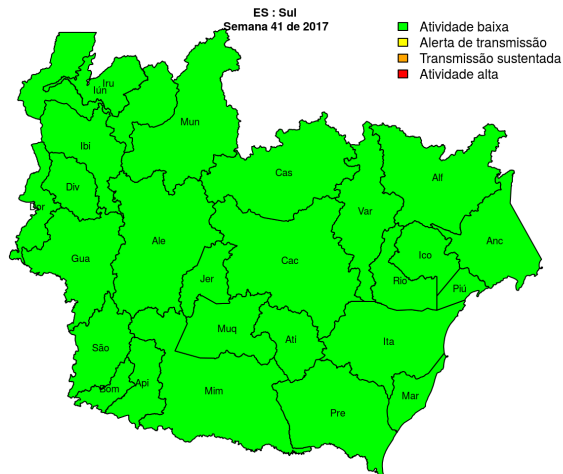 ES : Sul
Semana 41 de 2017
Atividade baixa
Alerta de transmissão
Transmissão sustentada
Atividade alta
Iru
Iún
Mun
Ibi
Cas
Alf
Div
Dor
Var
Ale
Anc
Gua
Cac
Ico
Jer
Rio
Piú
Muq
Ati
Ita
São
Bom
Api
Mim
Mar
Pre